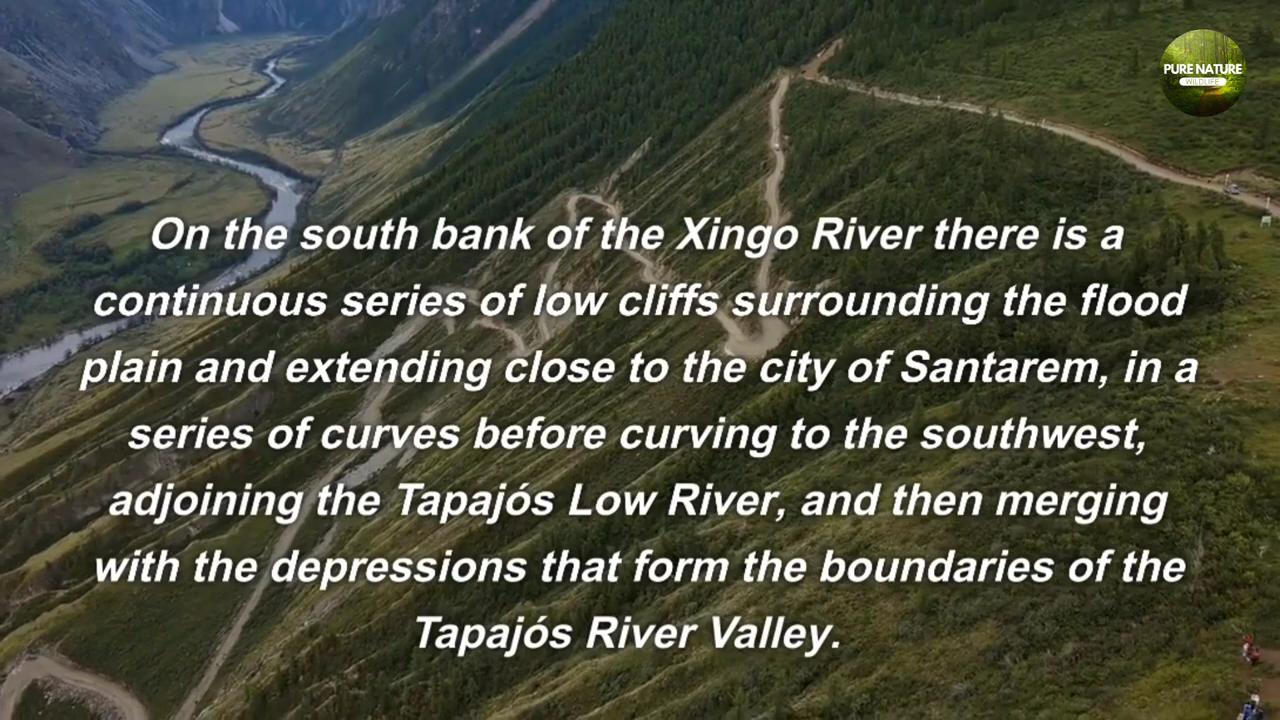 PURE NATURE
WILDLIFE
On the south bank of the Xingo River there is a
continuous series of low cliffs surrounding the flood
plain and extending close to the city of Santarem, in a
series of curves before curving to the southwest,
adjoining the Tapajós Low River, and then merging
with the depressions that form the boundaries of the
Tapajós River Valley.